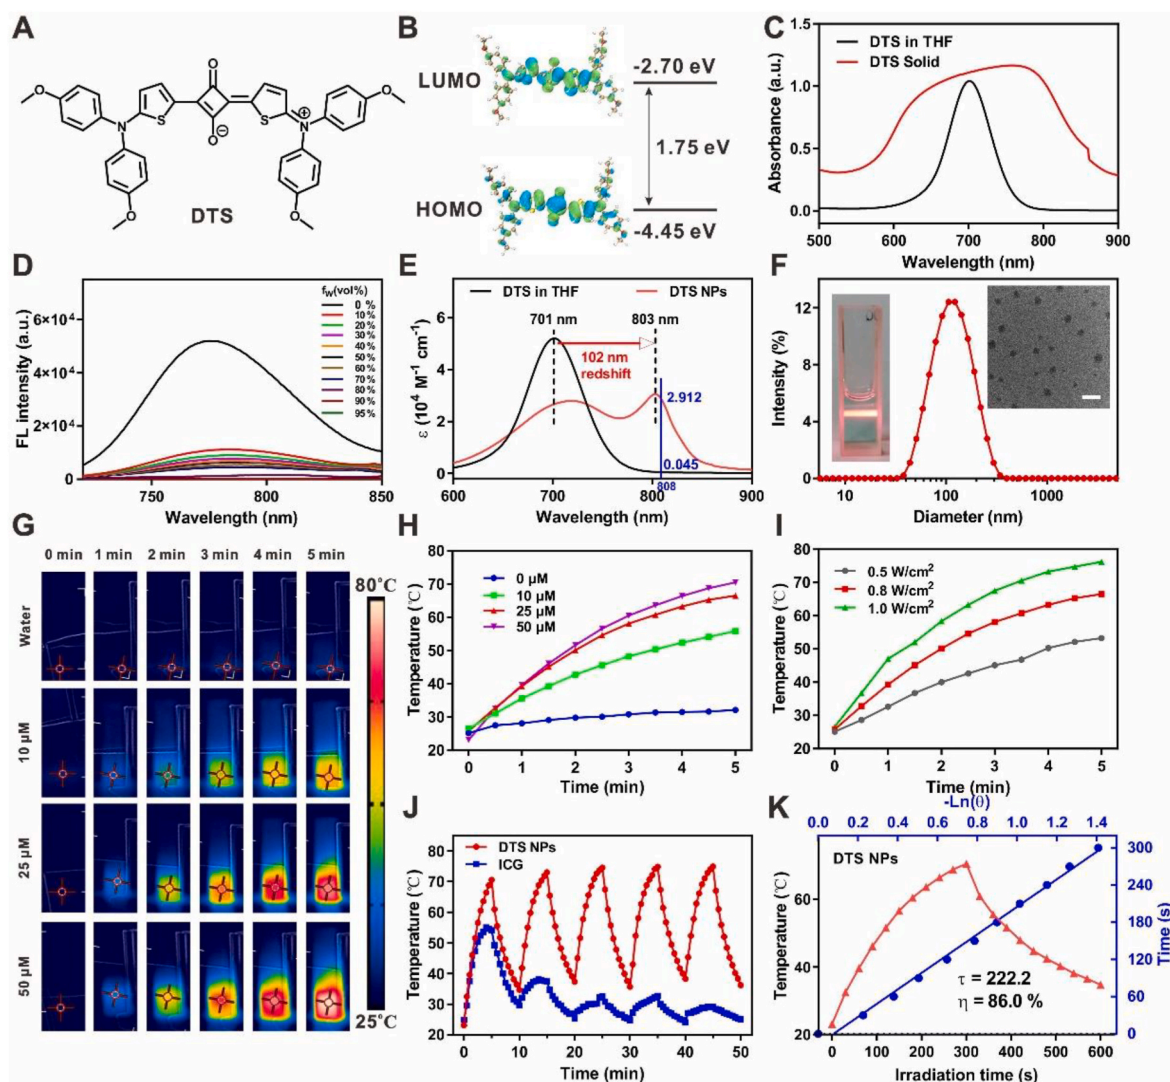 A
O
O
O
N
S
O⊖
S
N
⊕
O
O
DTS
B
LUMO
-2.70 eV
1.75 eV
HOMO
-4.45 eV
C
DTS in THF
DTS Solid
Absorbance (a.u.)
1.5
1.0
0.5
0.0
500 600 700 800 900
Wavelength (nm)
D
fW(vol%)
0 %
10%
20%
30%
40%
50%
60%
70%
80%
90%
95%
FL intensity (a.u.)
6×10⁴
4×10⁴
2×10⁴
0
750 800 850
Wavelength (nm)
E
DTS in THF DTS NPs
701 nm 803 nm
102 nm
redshift
2.912
0.045
808
ε (10⁴ M⁻¹ cm⁻¹)
6
4
2
0
600 700 800 900
Wavelength (nm)
F
Intensity (%)
12
8
4
0
10 100 1000
Diameter (nm)
G
0 min 1 min 2 min 3 min 4 min 5 min
Water
10 µM
25 µM
50 µM
80°C
25°C
H
0 µM
10 µM
25 µM
50 µM
Temperature (℃)
80
70
60
50
40
30
20
0 1 2 3 4 5
Time (min)
I
0.5 W/cm²
0.8 W/cm²
1.0 W/cm²
Temperature (℃)
80
70
60
50
40
30
20
0 1 2 3 4 5
Time (min)
J
DTS NPs
ICG
Temperature (℃)
80
70
60
50
40
30
20
0 10 20 30 40 50
Time (min)
K
-Ln(θ)
0.0 0.2 0.4 0.6 0.8 1.0 1.2 1.4
DTS NPs
τ = 222.2
η = 86.0 %
Temperature (℃)
80
60
40
20
300
240
180
120
60
0
Time (s)
0 100 200 300 400 500 600
Irradiation time (s)